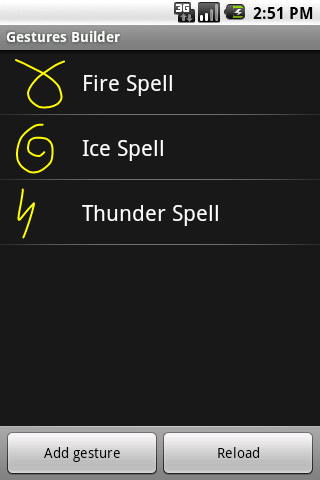 3G 2:51 PM
Gestures Builder
Fire Spell
Ice Spell
Thunder Spell
Add gesture Reload